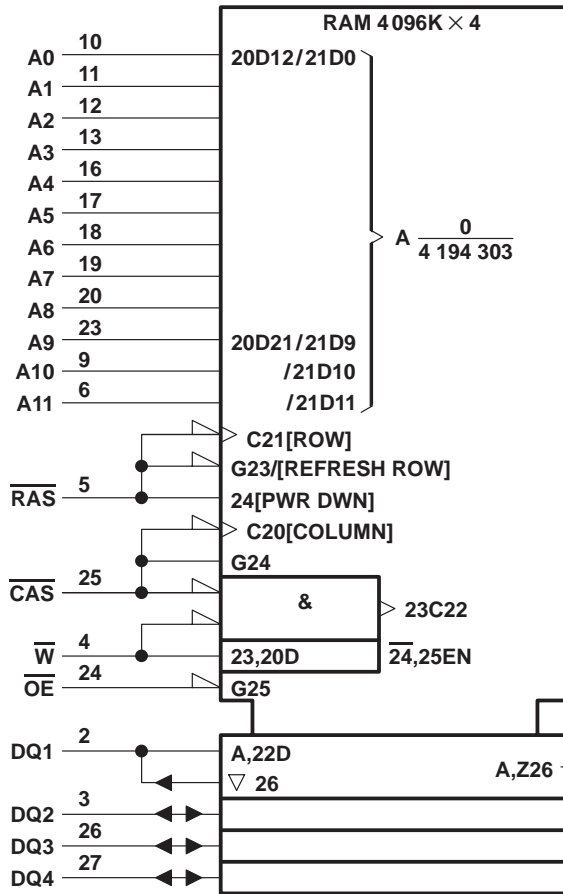 RAM 4096K × 4
A0 10 20D12/21D0
A1 11
A2 12
A3 13
A4 16
A5 17
A6 18
A7 19
A8 20
A9 23 20D21/21D9
A10 9 /21D10
A11 6 /21D11
A 0
4 194 303
C21[ROW]
G23/[REFRESH ROW]
RAS 5 24[PWR DWN]
C20[COLUMN]
G24
CAS 25
&
23C22
W 4 23,20D 24,25EN
OE 24 G25
DQ1 2 A,22D
26 A,Z26
DQ2 3
DQ3 26
DQ4 27